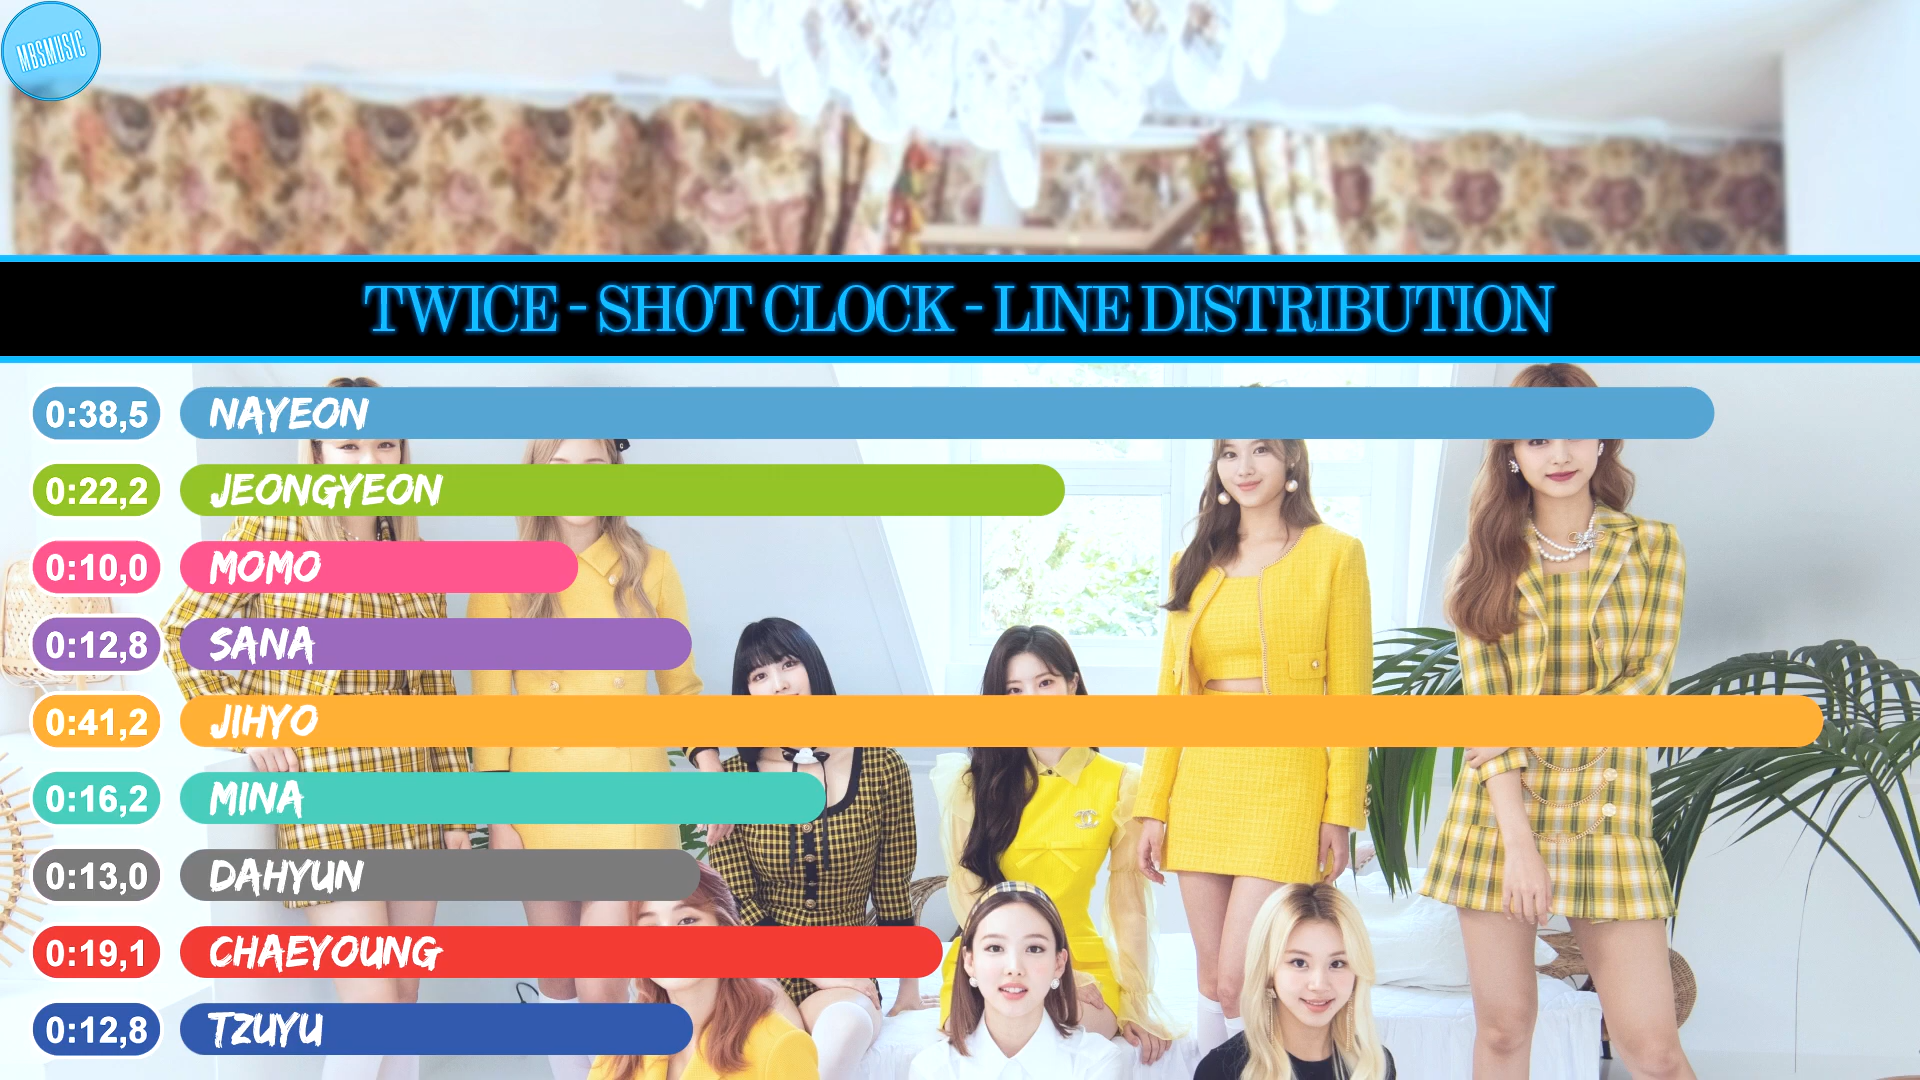 MBSMUSIC
TWICE - SHOT CLOCK - LINE DISTRIBUTION
0:38,5 NAYEON
0:22,2 JEONGYEON
0:10,0 MOMO
0:12,8 SANA
0:41,2 JIHYO
0:16,2 MINA
0:13,0 DAHYUN
0:19,1 CHAEYOUNG
0:12,8 TZUYU